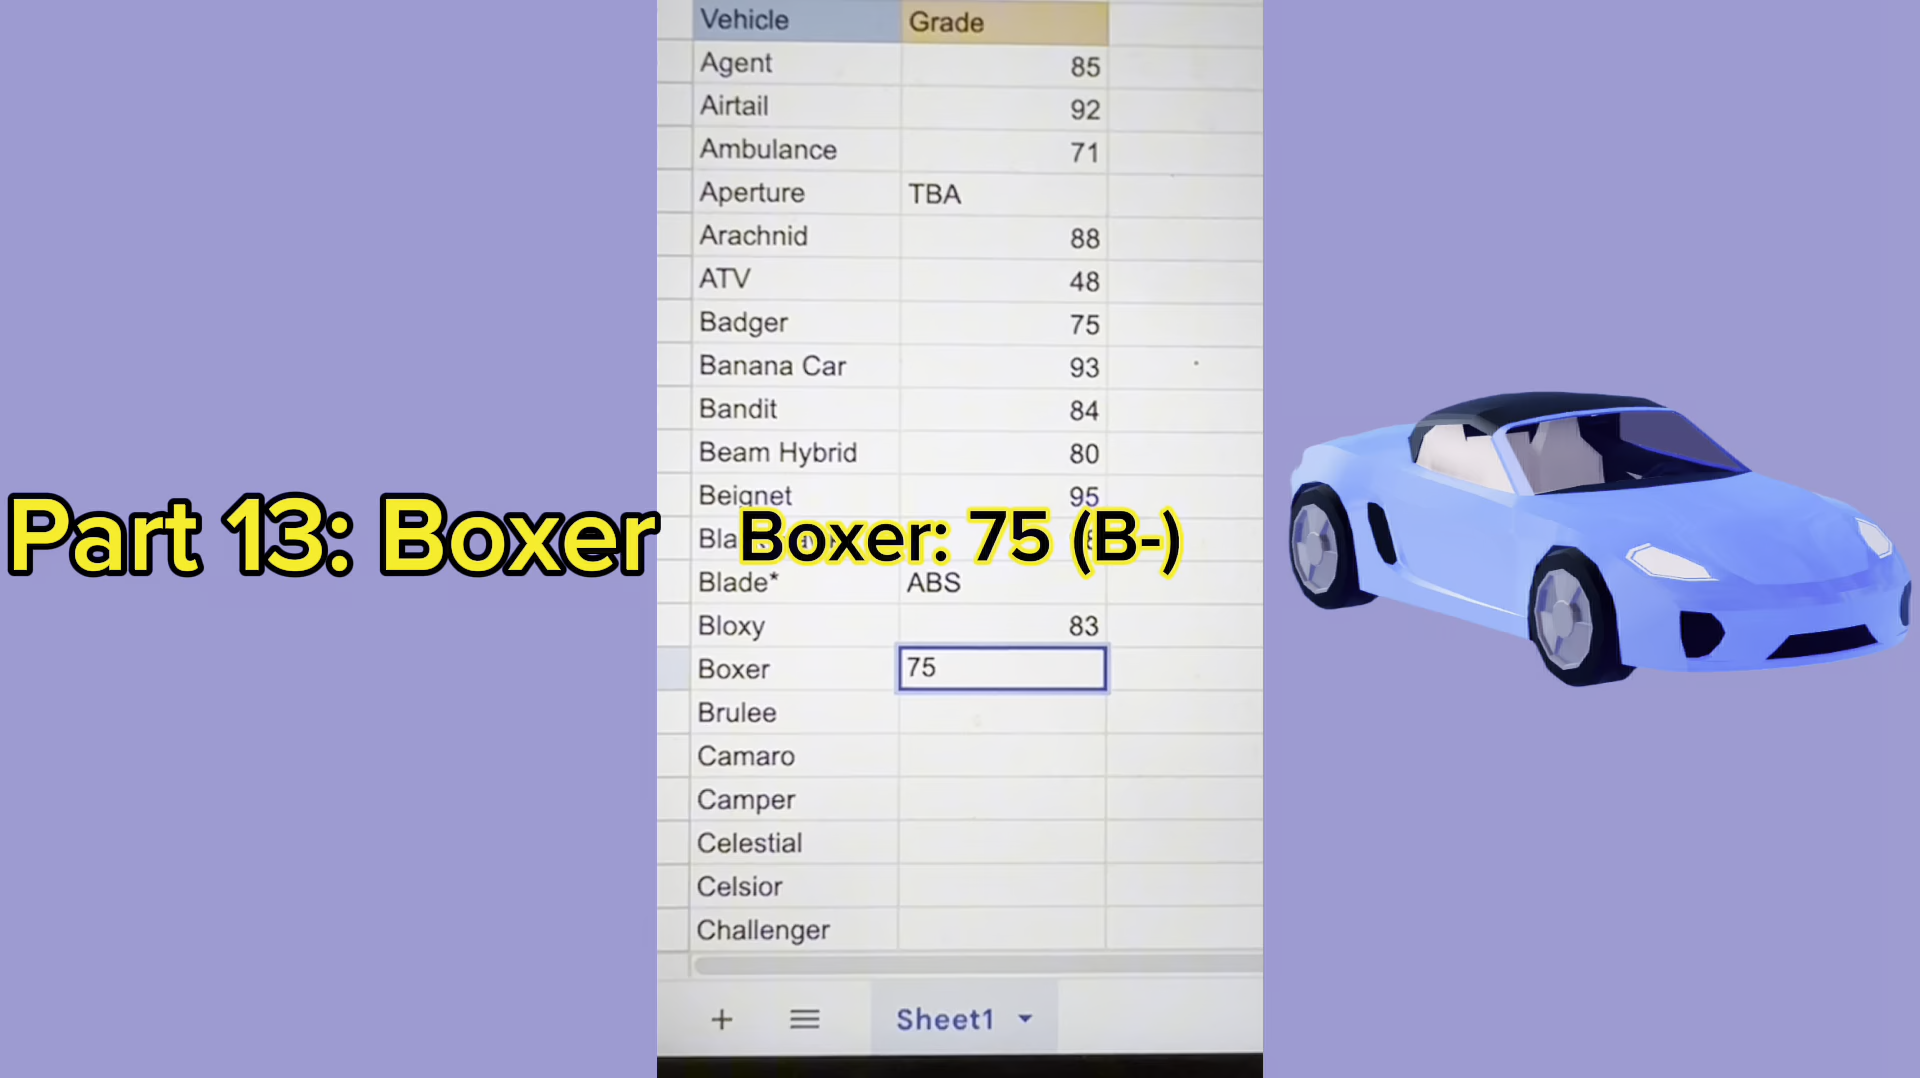 Vehicle Grade
Agent 85
Airtail 92
Ambulance 71
Aperture TBA
Arachnid 88
ATV 48
Badger 75
Banana Car 93
Bandit 84
Beam Hybrid 80
Beignet 95
Part 13: Boxer
Boxer: 75 (B-)
Blade* ABS
Bloxy 83
Boxer 75
Brulee
Camaro
Camper
Celestial
Celsior
Challenger
Sheet1